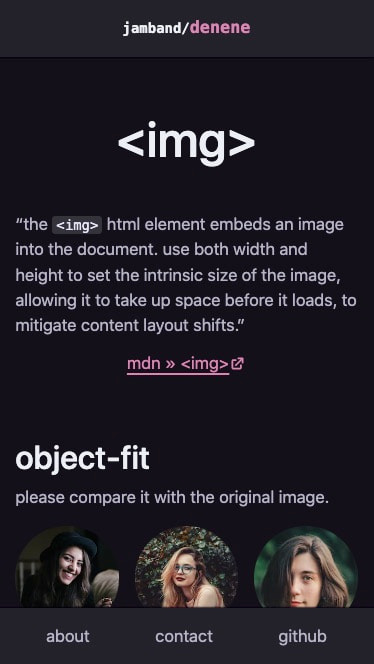 jamband/denene
<img>
“the <img> html element embeds an image
into the document. use both width and
height to set the intrinsic size of the image,
allowing it to take up space before it loads, to
mitigate content layout shifts.”
mdn » <img>
object-fit
please compare it with the original image.
about contact github